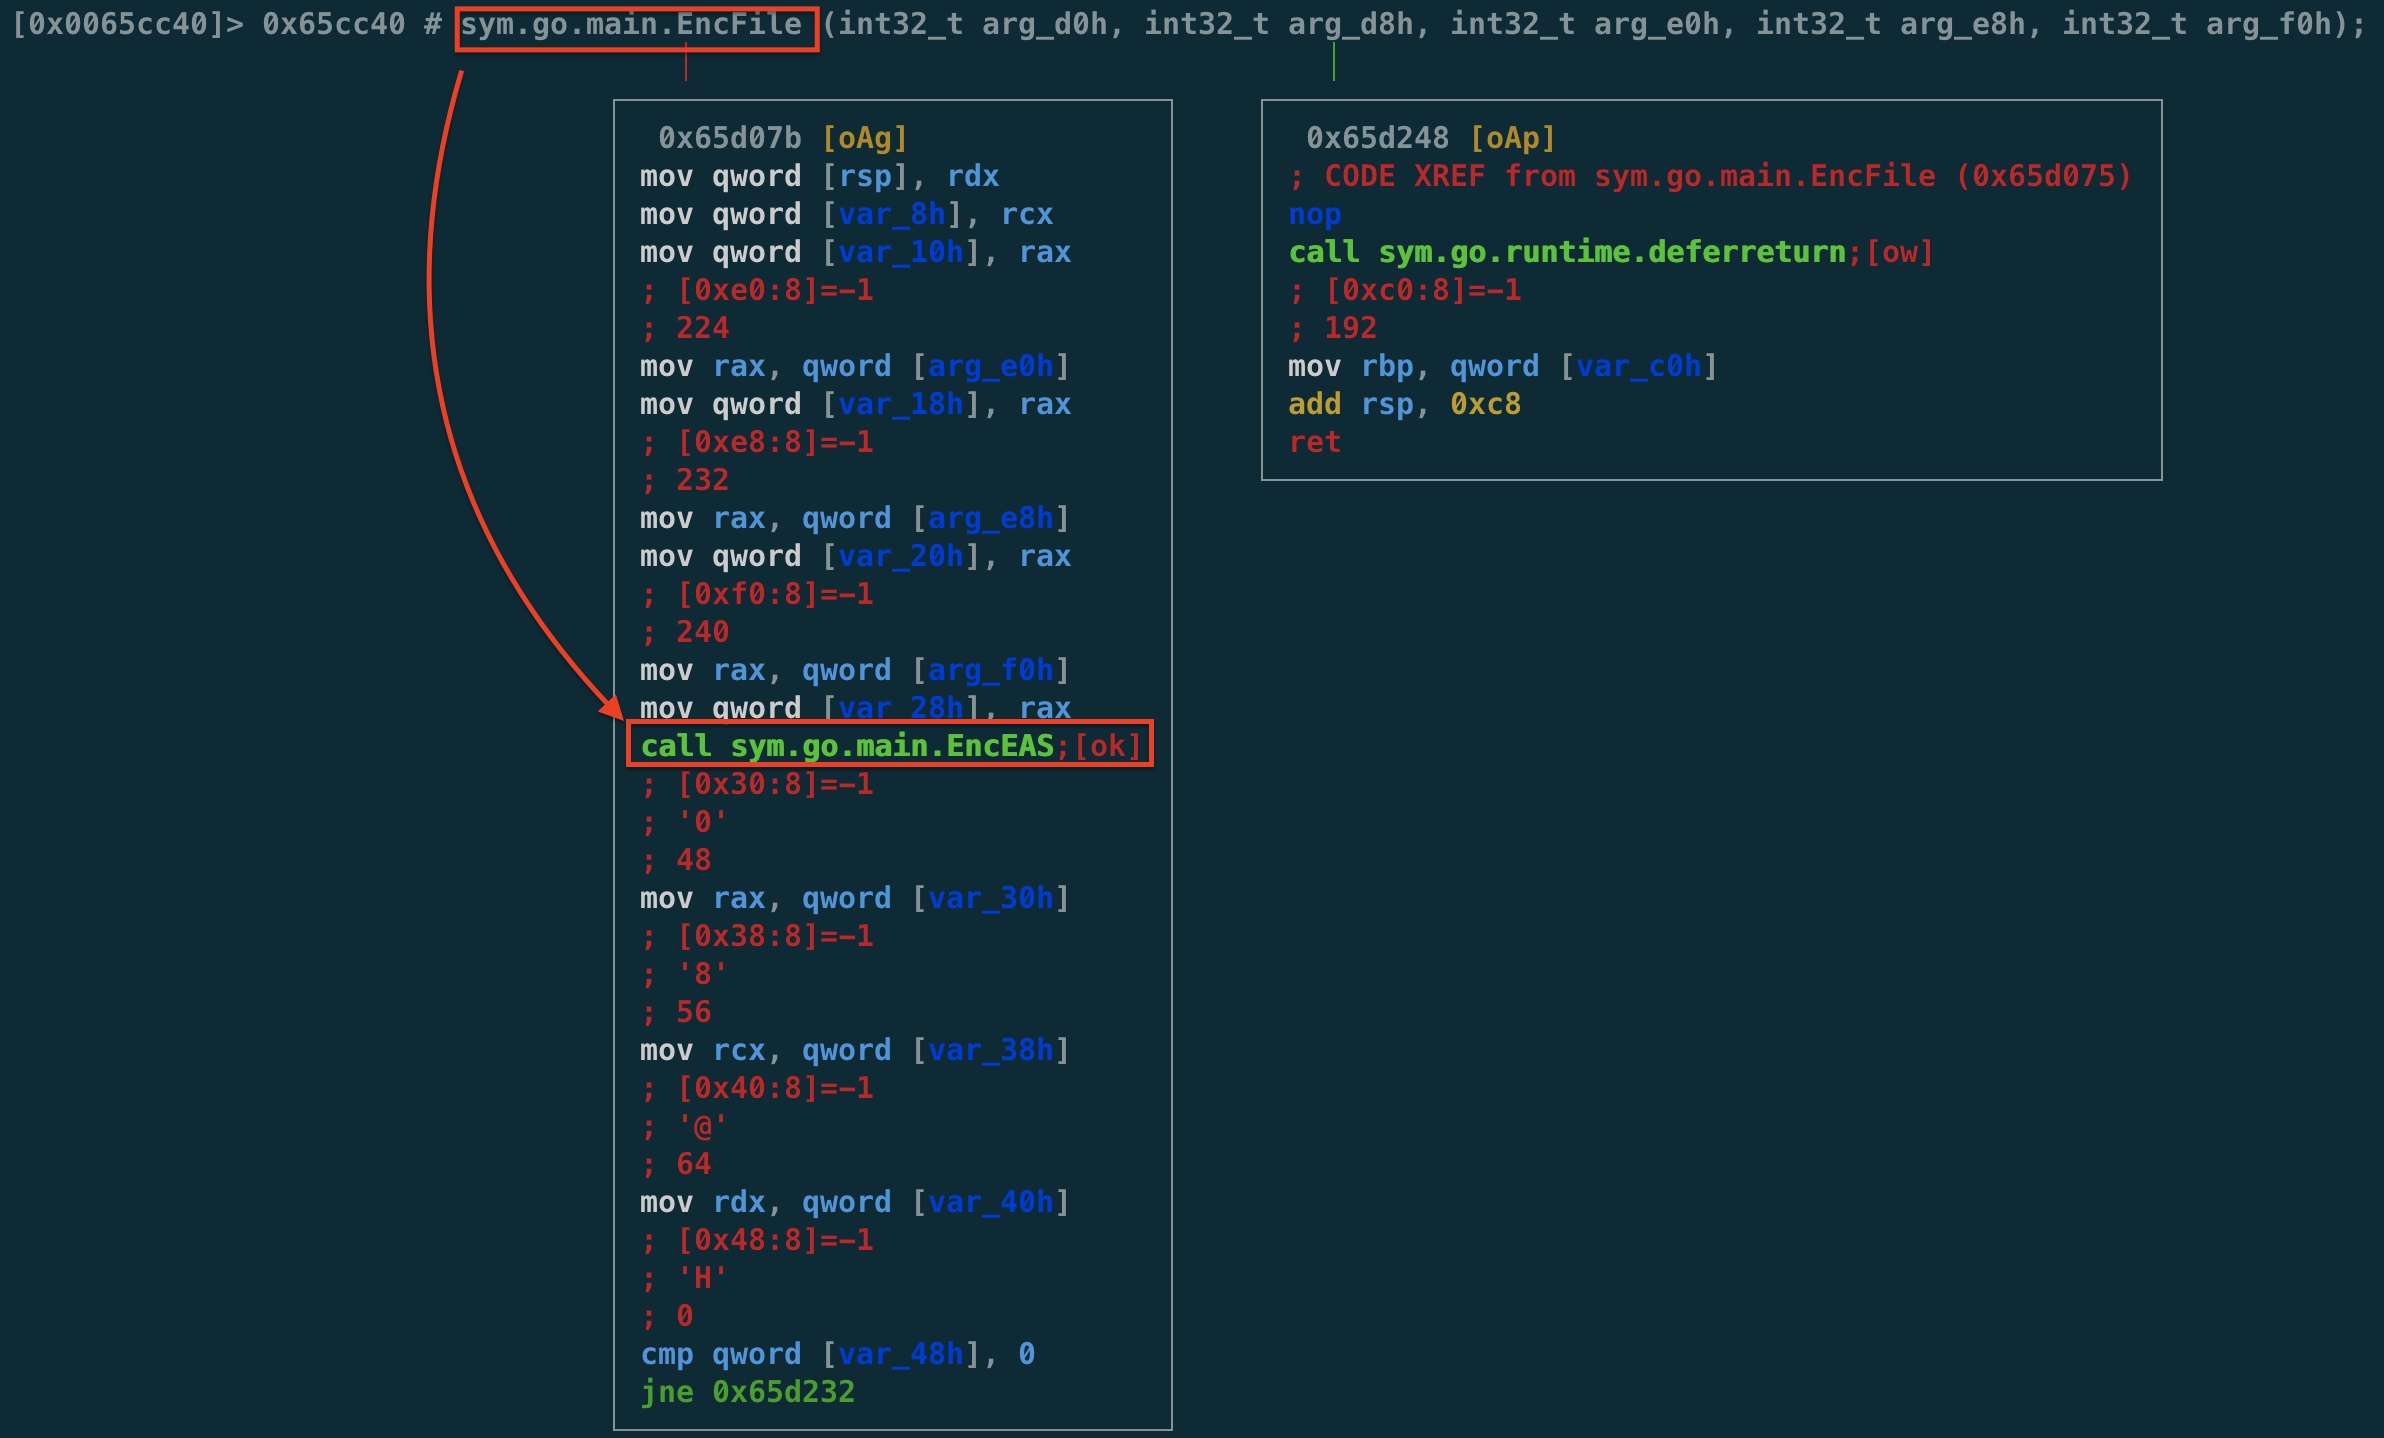 [0x0065cc40]> 0x65cc40 # sym.go.main.EncFile (int32_t arg_d0h, int32_t arg_d8h, int32_t arg_e0h, int32_t arg_e8h, int32_t arg_f0h);
0x65d07b [oAg]
mov qword [rsp], rdx
mov qword [var_8h], rcx
mov qword [var_10h], rax
; [0xe0:8]=-1
; 224
mov rax, qword [arg_e0h]
mov qword [var_18h], rax
; [0xe8:8]=-1
; 232
mov rax, qword [arg_e8h]
mov qword [var_20h], rax
; [0xf0:8]=-1
; 240
mov rax, qword [arg_f0h]
mov qword [var_28h], rax
call sym.go.main.EncEAS;[ok]
; [0x30:8]=-1
; '0'
; 48
mov rax, qword [var_30h]
; [0x38:8]=-1
; '8'
; 56
mov rcx, qword [var_38h]
; [0x40:8]=-1
; '@'
; 64
mov rdx, qword [var_40h]
; [0x48:8]=-1
; 'H'
; 0
cmp qword [var_48h], 0
jne 0x65d232
0x65d248 [oAp]
; CODE XREF from sym.go.main.EncFile (0x65d075)
nop
call sym.go.runtime.deferreturn;[ow]
; [0xc0:8]=-1
; 192
mov rbp, qword [var_c0h]
add rsp, 0xc8
ret